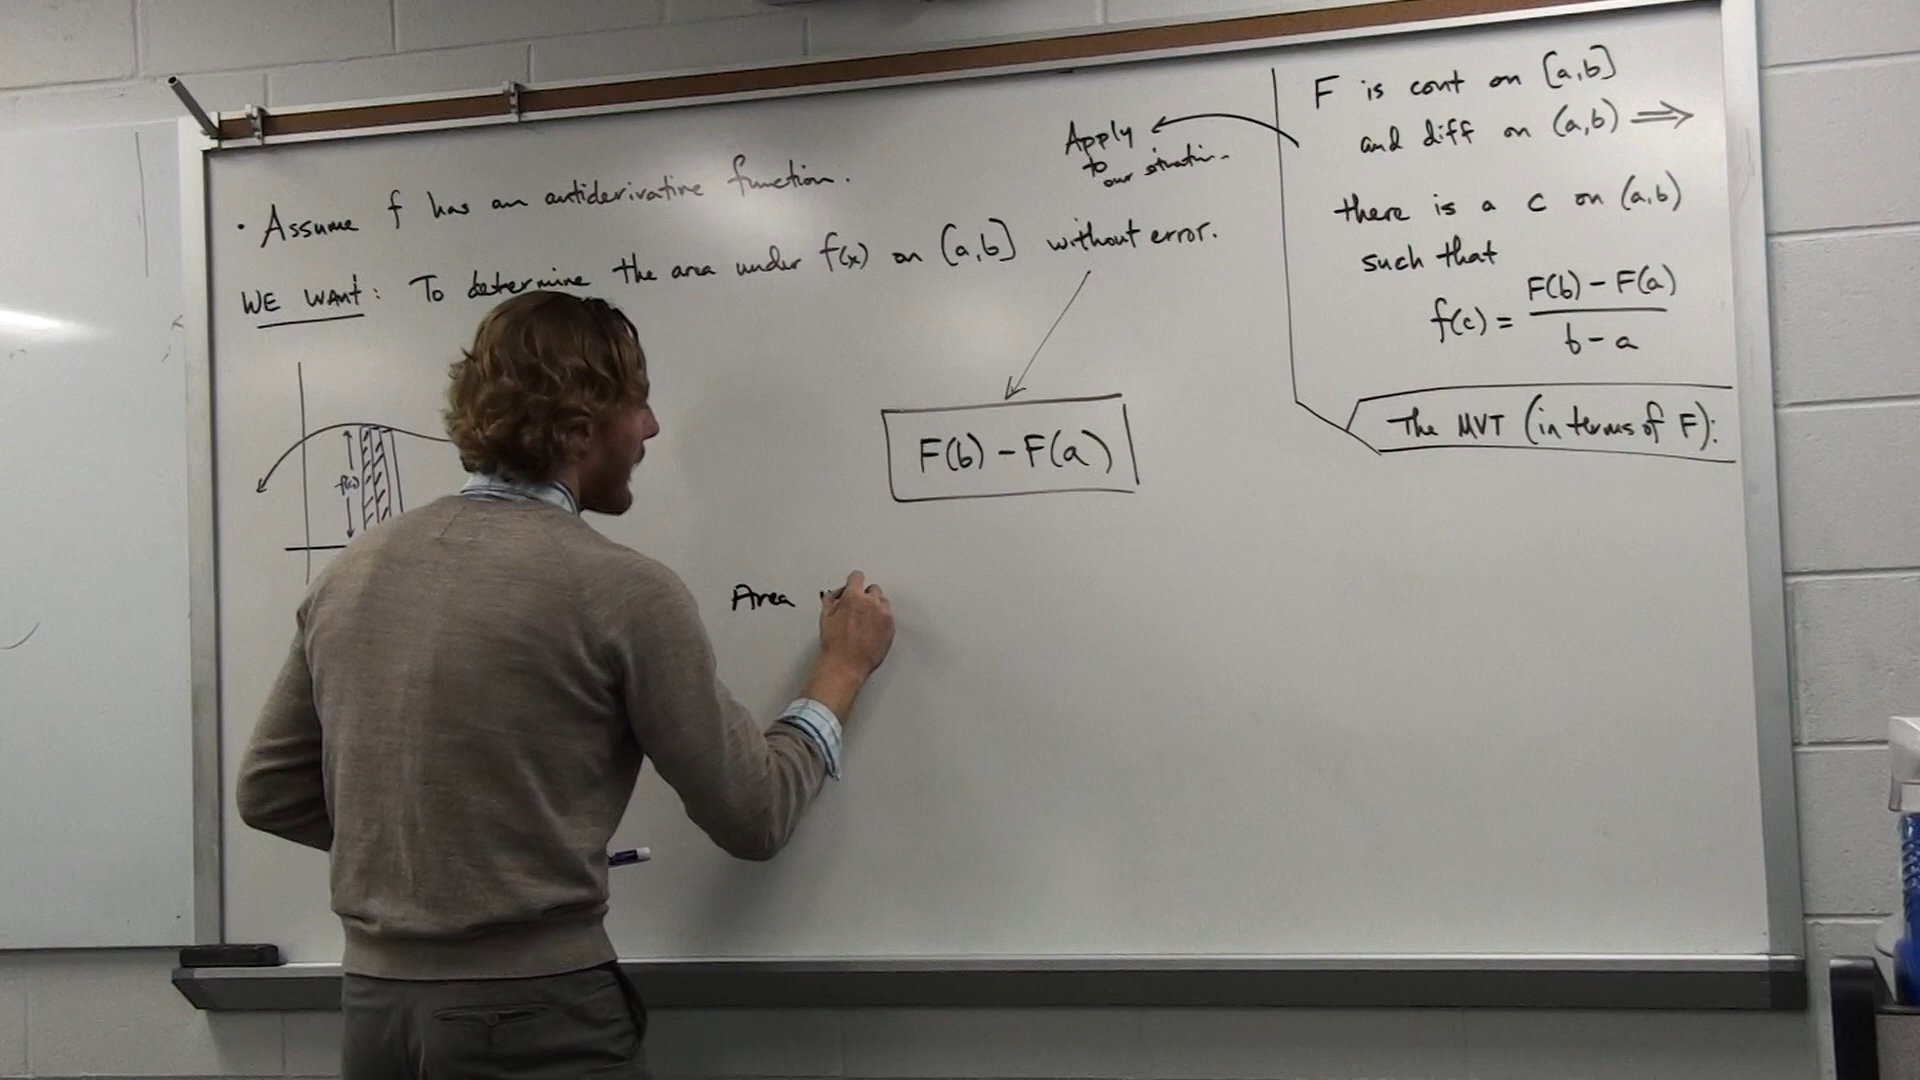 • Assume f has an antiderivative function.
WE WANT: To determine the area under f(x) on [a,b] without error.
Apply
to
our situation.
F(b) - F(a)
Area
F is cont on [a,b]
and diff on (a,b) ⟹
there is a c on (a,b)
such that
f(c) = F(b) - F(a)
b - a
The MVT (in terms of F):